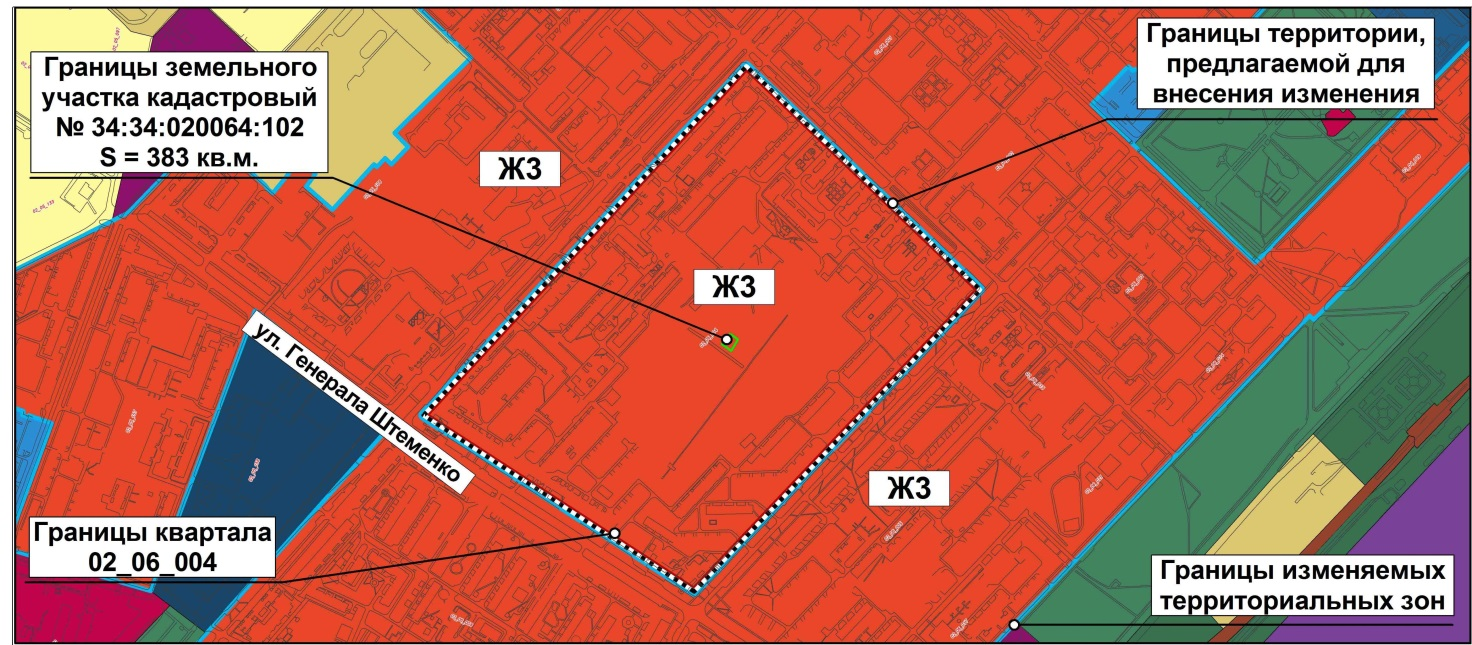 Границы земельного
участка кадастровый
№ 34:34:020064:102
S = 383 кв.м.
Границы территории,
предлагаемой для
внесения изменения
Ж3
Ж3
ул. Генерала Штеменко
Ж3
Границы квартала
02_06_004
Границы изменяемых
территориальных зон